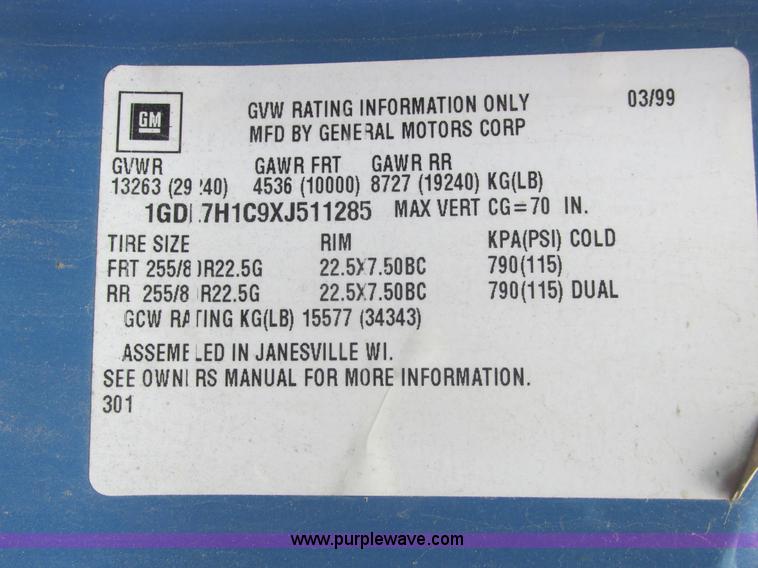 GM
GVW RATING INFORMATION ONLY 03/99
MFD BY GENERAL MOTORS CORP
GVWR GAWR FRT GAWR RR
13263 4536 (10000) 8727 (19240) KG(LB)
MAX VERT CG=70 IN.
TIRE SIZE RIM KPA(PSI) COLD
FRT 22.5X7.50BC 790(115)
RR 22.5X7.50BC 790(115) DUAL
GCW RATING KG(LB) 15577 (34343)
ASSEMBLED IN JANESVILLE WI.
SEE OWNERS MANUAL FOR MORE INFORMATION.
301
www.purplewave.com